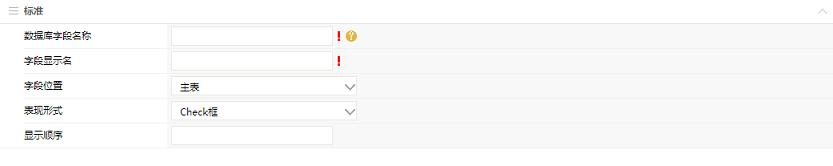 标准
数据库字段名称 ! ?
字段显示名 !
字段位置 主表
表现形式 Check框
显示顺序